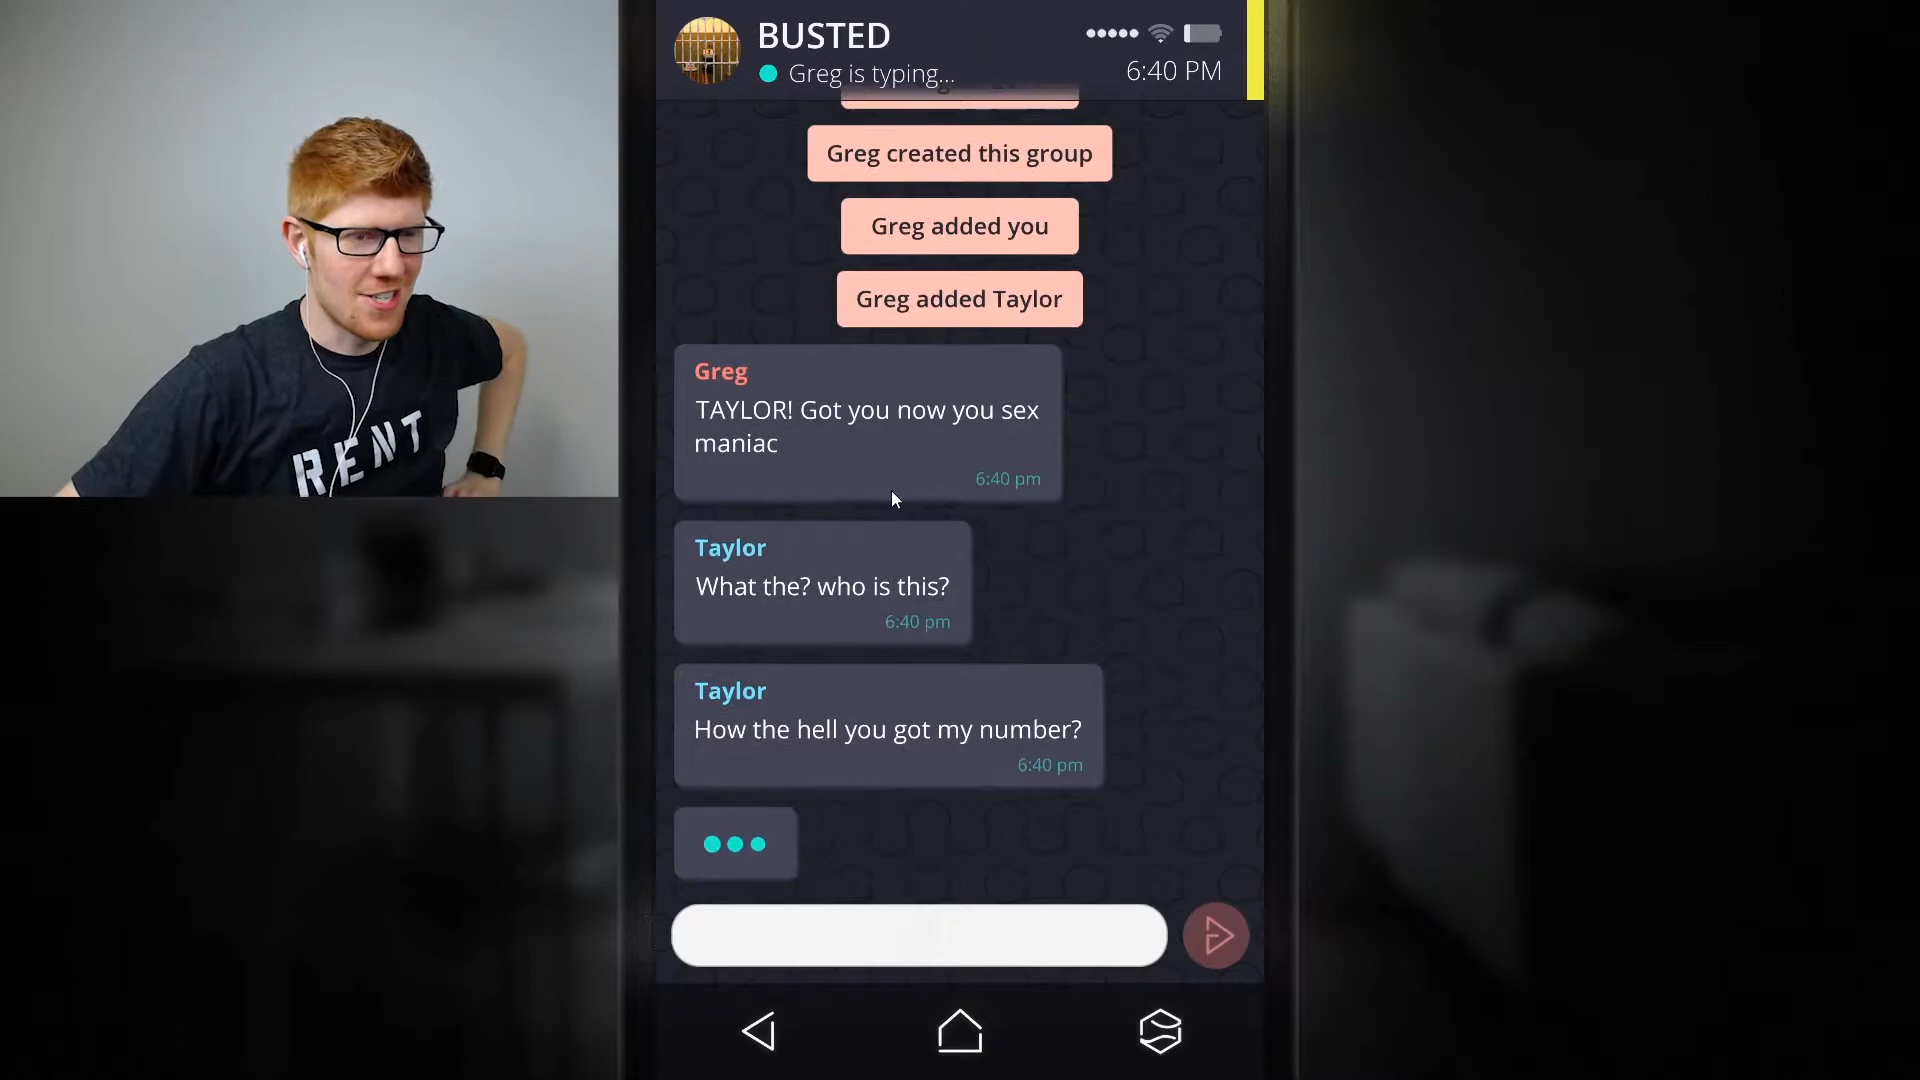 BUSTED
Greg is typing...
6:40 PM
Greg created this group
Greg added you
Greg added Taylor
Greg
TAYLOR! Got you now you sex
maniac
6:40 pm
Taylor
What the? who is this?
6:40 pm
Taylor
How the hell you got my number?
6:40 pm
RENT